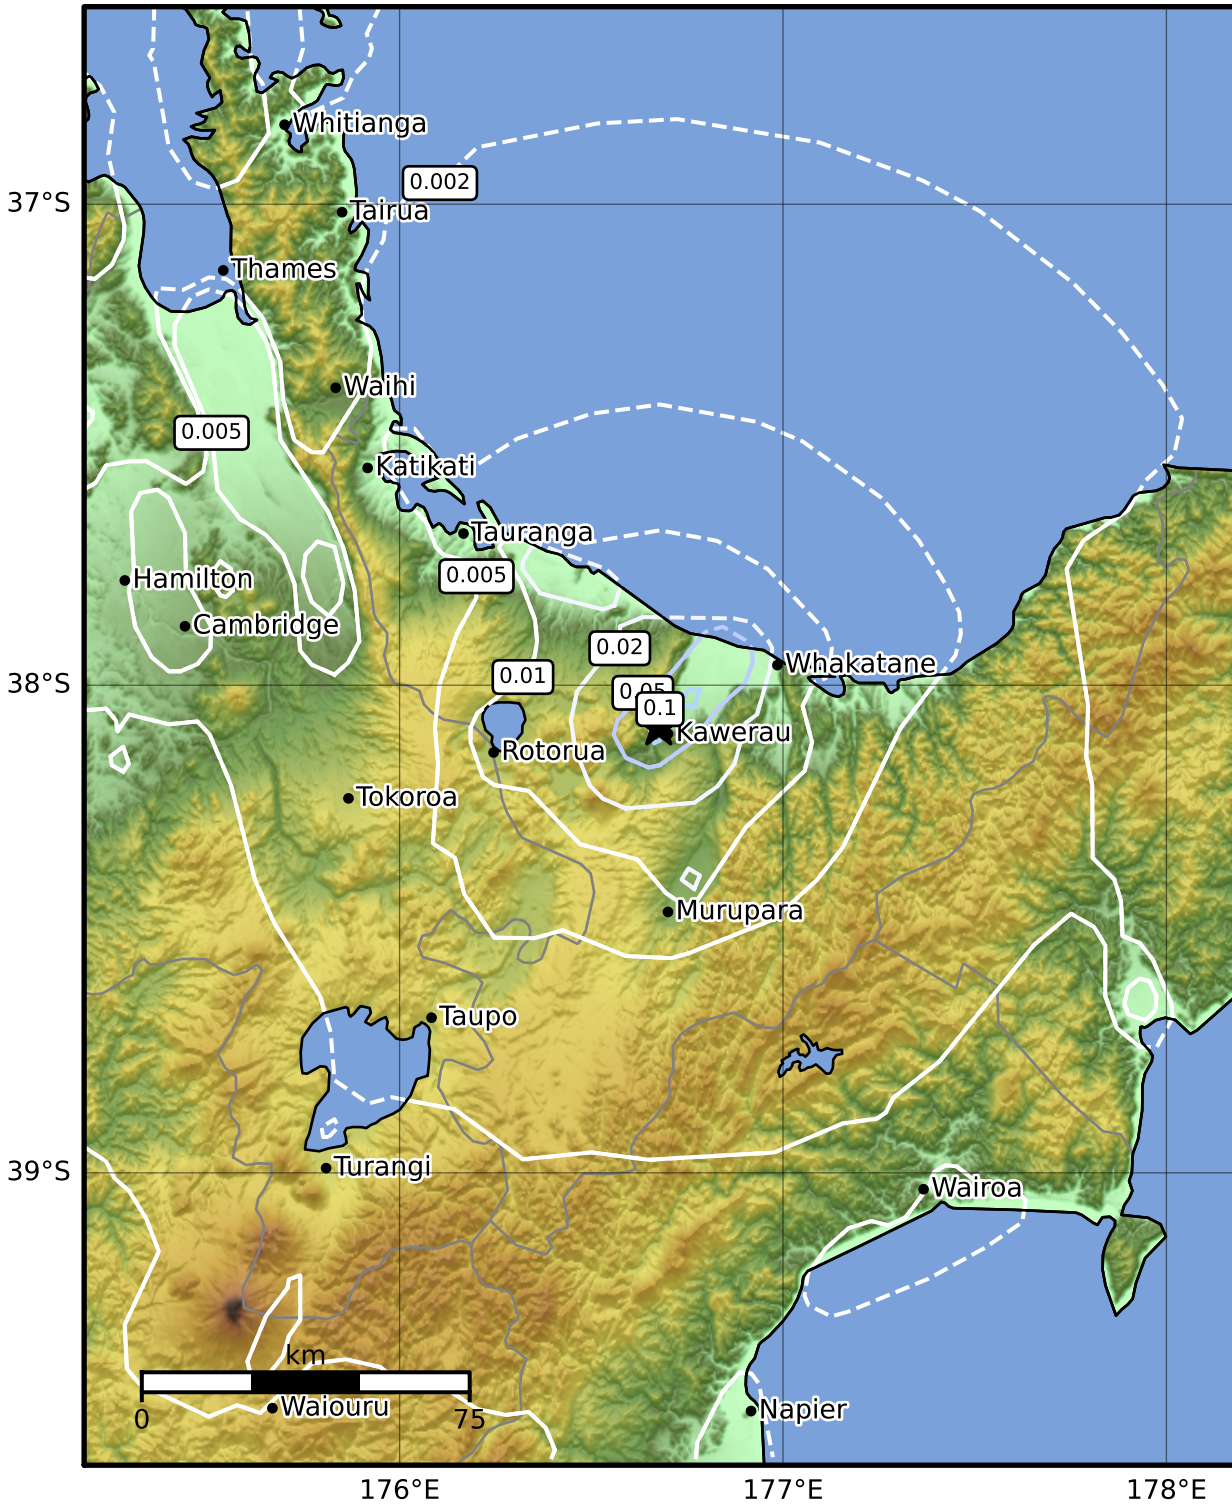 Whitianga
0.002
37°S
Tairua
Thames
Waihi
0.005
Katikati
Tauranga
0.005
Hamilton
Cambridge
0.02
Whakatane
0.01
38°S
0.05
0.1
Kawerau
Rotorua
Tokoroa
Murupara
Taupo
Turangi
39°S
Wairoa
km
0
75
Waiouru
Napier
176°E
177°E
178°E